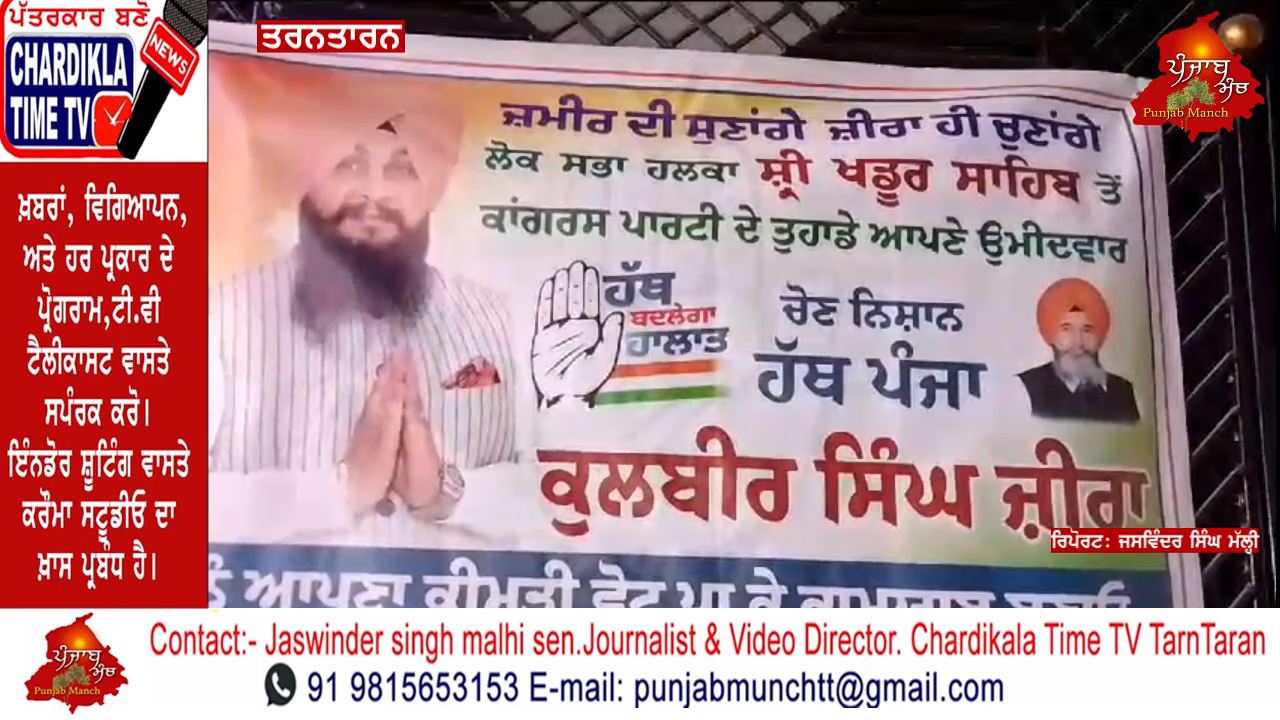 ਪੱਤਰਕਾਰ ਬਣੋ
CHARDIKLA
TIME TV
NEWS
ਖ਼ਬਰਾਂ, ਵਿਗਿਆਪਨ,
ਅਤੇ ਹਰ ਪ੍ਰਕਾਰ ਦੇ
ਪ੍ਰੋਗਰਾਮ,ਟੀ.ਵੀ
ਟੈਲੀਕਾਸਟ ਵਾਸਤੇ
ਸਪੰਰਕ ਕਰੋ।
ਇੰਨਡੋਰ ਸ਼ੂਟਿੰਗ ਵਾਸਤੇ
ਕਰੌਮਾ ਸਟੂਡੀਓ ਦਾ
ਖ਼ਾਸ ਪ੍ਰਬੰਧ ਹੈ।
ਤਰਨਤਾਰਨ
ਪੰਜਾਬ
ਮੰਚ
Punjab Manch
ਜ਼ਮੀਰ ਦੀ ਸੁਣਾਂਗੇ ਜ਼ੀਰਾ ਹੀ ਚੁਣਾਂਗੇ
ਲੋਕ ਸਭਾ ਹਲਕਾ ਸ਼੍ਰੀ ਖਡੂਰ ਸਾਹਿਬ ਤੋਂ
ਕਾਂਗਰਸ ਪਾਰਟੀ ਦੇ ਤੁਹਾਡੇ ਆਪਣੇ ਉਮੀਦਵਾਰ
ਹੱਥ
ਬਦਲੇਗਾ
ਹਾਲਾਤ
ਚੋਣ ਨਿਸ਼ਾਨ
ਹੱਥ ਪੰਜਾ
ਕੁਲਬੀਰ ਸਿੰਘ ਜ਼ੀਰਾ
ਰਿਪੋਰਟ: ਜਸਵਿੰਦਰ ਸਿੰਘ ਮੱਲ੍ਹੀ
ਆਪਣਾ ਕੀਮਤੀ ਵੋਟ ਪਾ ਕੇ
ਪੰਜਾਬ
ਮੰਚ
Punjab Manch
Contact:- Jaswinder singh malhi sen.Journalist & Video Director. Chardikala Time TV TarnTaran
91 9815653153 E-mail: punjabmunchtt@gmail.com